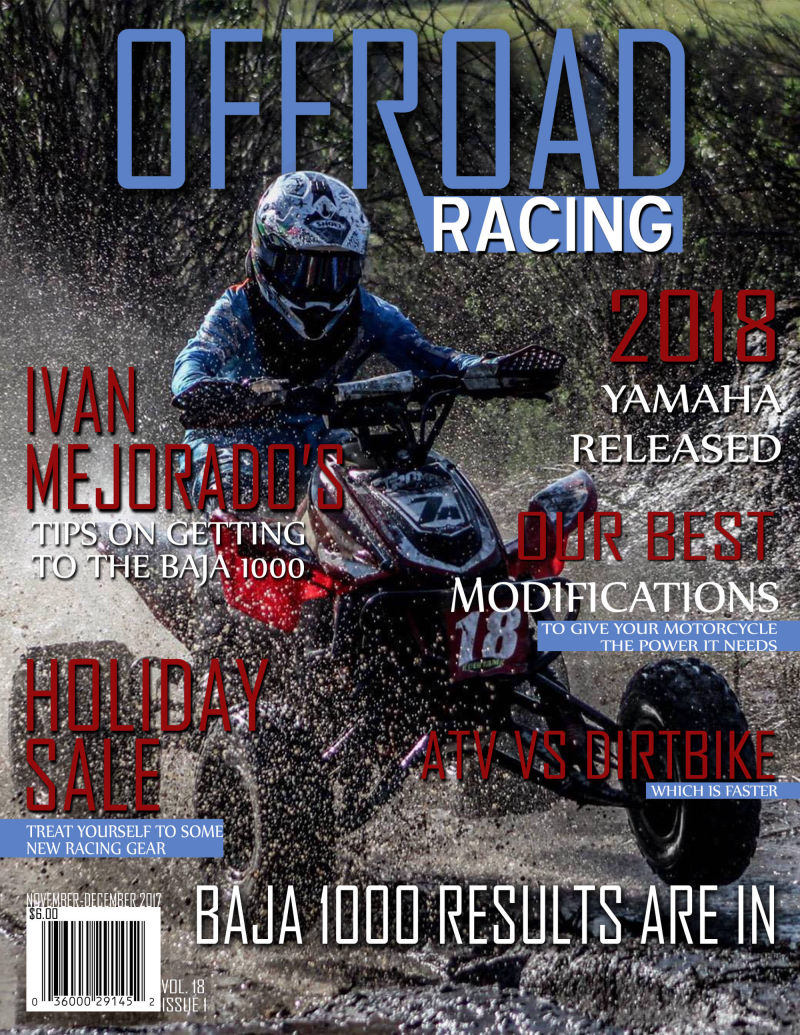 OFFROAD
RACING
SHOEI
2018
YAMAHA
RELEASED
IVAN
MEJORADO'S
TIPS ON GETTING
TO THE BAJA 1000
OUR BEST
MODIFICATIONS
TO GIVE YOUR MOTORCYCLE
THE POWER IT NEEDS
18
HOLIDAY
SALE
TREAT YOURSELF TO SOME
NEW RACING GEAR
ATV VS DIRTBIKE
WHICH IS FASTER
BAJA 1000 RESULTS ARE IN
NOVEMBER-DECEMBER 2017
$6.00
0 36000 29145 2
VOL. 18
ISSUE 1